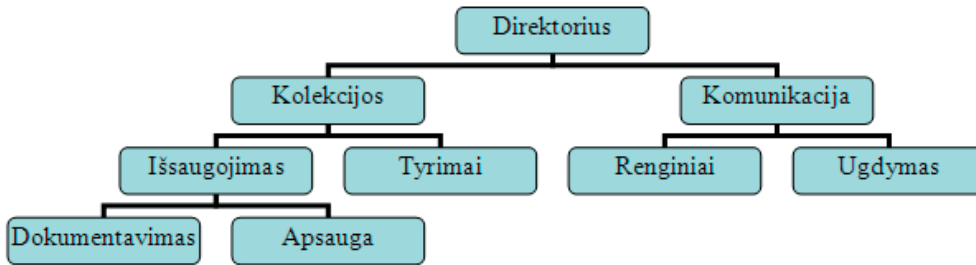 Direktorius
Kolekcijos
Komunikacija
Išsaugojimas
Tyrimai
Renginiai
Ugdymas
Dokumentavimas
Apsauga